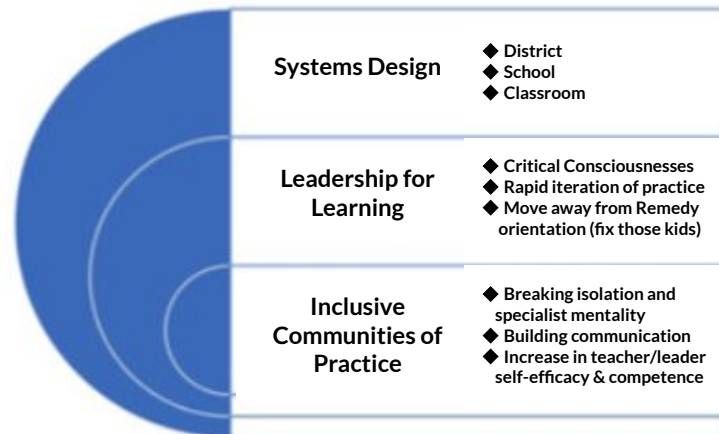 Systems Design
◆ District
◆ School
◆ Classroom
Leadership for
Learning
◆ Critical Consciousnesses
◆ Rapid iteration of practice
◆ Move away from Remedy
orientation (fix those kids)
Inclusive
Communities of
Practice
◆ Breaking isolation and
specialist mentality
◆ Building communication
◆ Increase in teacher/leader
self-efficacy & competence